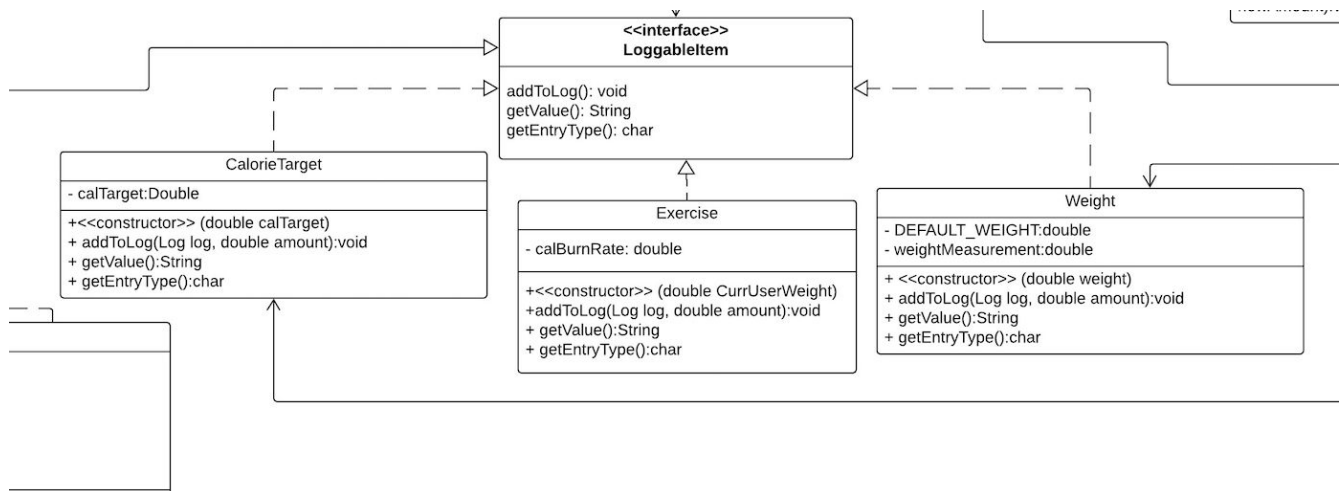 <<interface>>
LoggableItem
addToLog(): void
getValue(): String
getEntryType(): char
CalorieTarget
- calTarget:Double
+<<constructor>> (double calTarget)
+ addToLog(Log log, double amount):void
+ getValue():String
+ getEntryType():char
Exercise
- calBurnRate: double
+<<constructor>> (double CurrUserWeight)
+addToLog(Log log, double amount):void
+ getValue():String
+ getEntryType:char
Weight
- DEFAULT_WEIGHT:double
- weightMeasurement:double
+ <<constructor>> (double weight)
+ addToLog(Log log, double amount):void
+ getValue():String
+ getEntryType():char